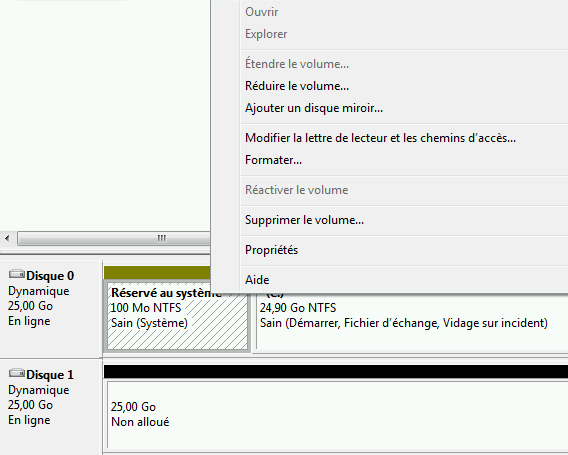 Ouvrir
Explorer
Étendre le volume...
Réduire le volume...
Ajouter un disque miroir...
Modifier la lettre de lecteur et les chemins d'accès...
Formater...
Réactiver le volume
Supprimer le volume...
Propriétés
Aide
Disque 0
Dynamique
25,00 Go
En ligne
Réservé au système
100 Mo NTFS
Sain (Système)
(C:)
24,90 Go NTFS
Sain (Démarrer, Fichier d'échange, Vidage sur incident)
Disque 1
Dynamique
25,00 Go
En ligne
25,00 Go
Non alloué